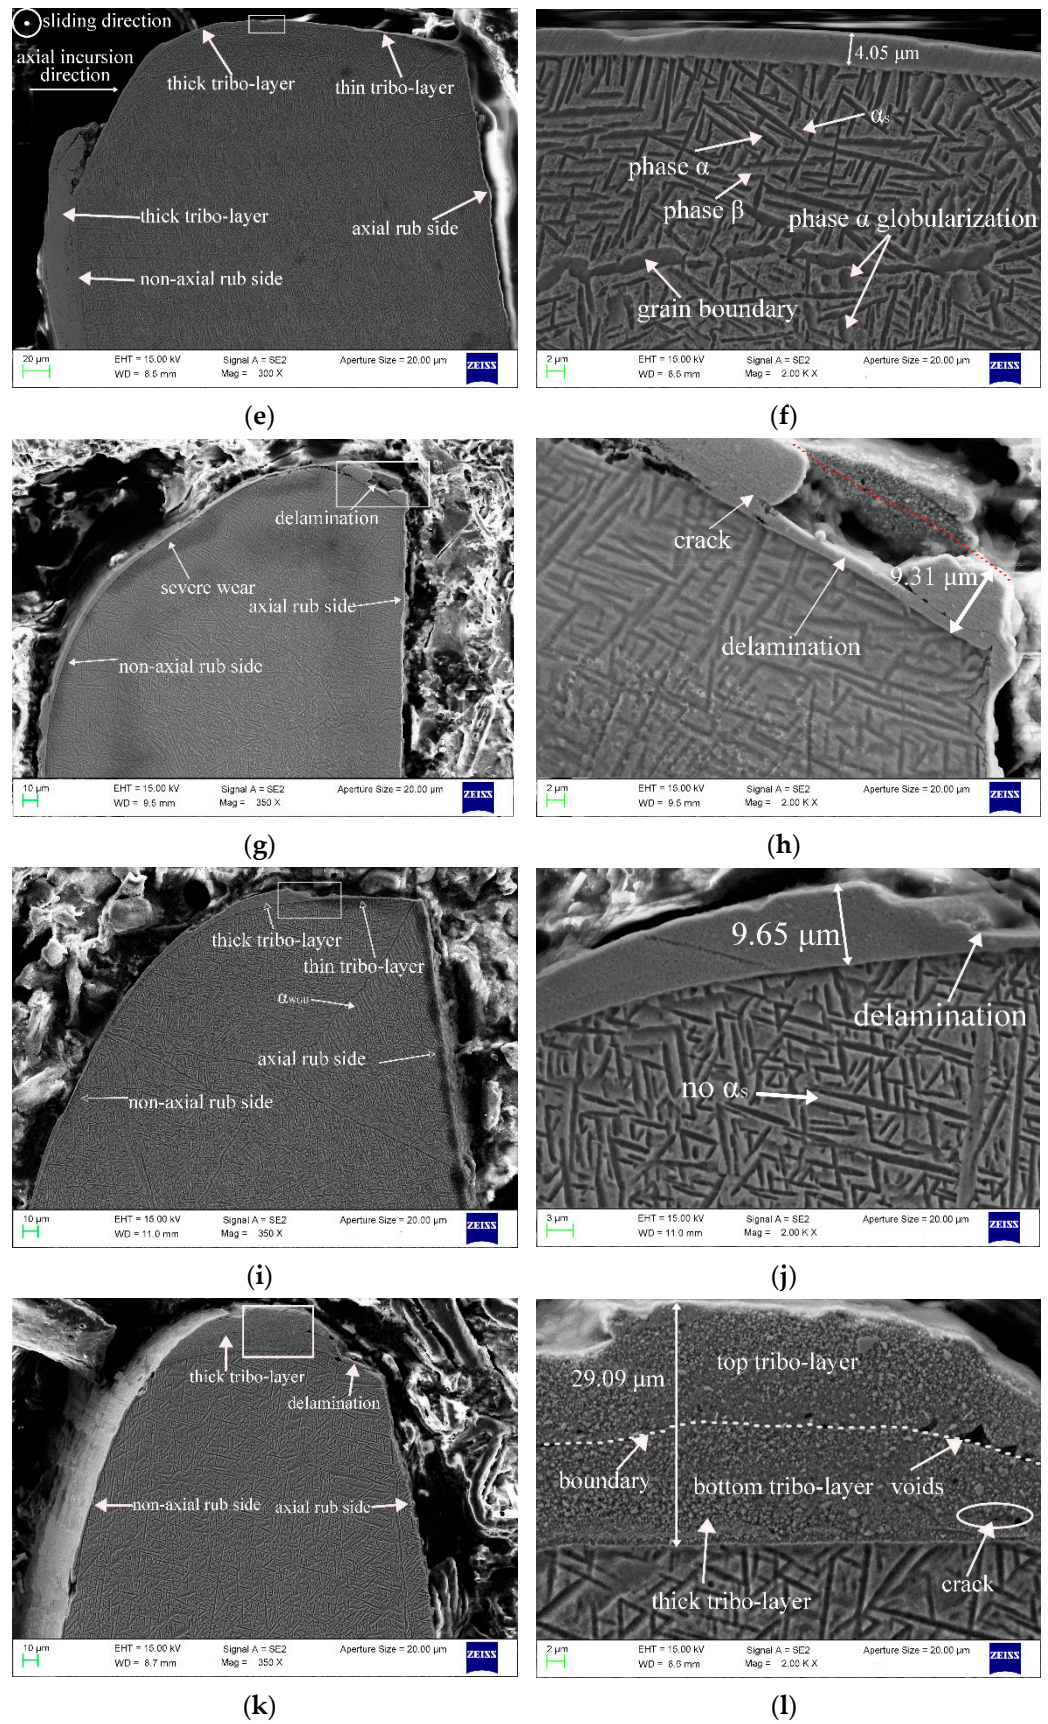 sliding direction
axial incursion
direction
thick tribo-layer
thin tribo-layer
thick tribo-layer
axial rub side
non-axial rub side
20 µm
EHT = 15.00 kV
Signal A = SE2
Aperture Size = 20.00 µm
WD = 8.5 mm
Mag = 300 X
ZEISS
(e)
4.05 µm
αs
phase α
phase β
phase α globularization
grain boundary
2 µm
EHT = 15.00 kV
Signal A = SE2
Aperture Size = 20.00 µm
WD = 8.5 mm
Mag = 2.00 K X
ZEISS
(f)
delamination
severe wear
axial rub side
non-axial rub side
10 µm
EHT = 15.00 kV
Signal A = SE2
Aperture Size = 20.00 µm
WD = 9.5 mm
Mag = 350 X
ZEISS
(g)
crack
9.31 µm
delamination
2 µm
EHT = 15.00 kV
Signal A = SE2
Aperture Size = 20.00 µm
WD = 9.5 mm
Mag = 2.00 K X
ZEISS
(h)
thick tribo-layer
thin tribo-layer
αWGB
axial rub side
non-axial rub side
10 µm
EHT = 15.00 kV
Signal A = SE2
Aperture Size = 20.00 µm
WD = 11.0 mm
Mag = 350 X
ZEISS
(i)
9.65 µm
delamination
no αs
3 µm
EHT = 15.00 kV
Signal A = SE2
Aperture Size = 20.00 µm
WD = 11.0 mm
Mag = 2.00 K X
ZEISS
(j)
thick tribo-layer
delamination
non-axial rub side
axial rub side
10 µm
EHT = 15.00 kV
Signal A = SE2
Aperture Size = 20.00 µm
WD = 8.7 mm
Mag = 350 X
ZEISS
(k)
top tribo-layer
29.09 µm
boundary
bottom tribo-layer
voids
crack
thick tribo-layer
2 µm
EHT = 15.00 kV
Signal A = SE2
Aperture Size = 20.00 µm
WD = 8.6 mm
Mag = 2.00 K X
ZEISS
(l)